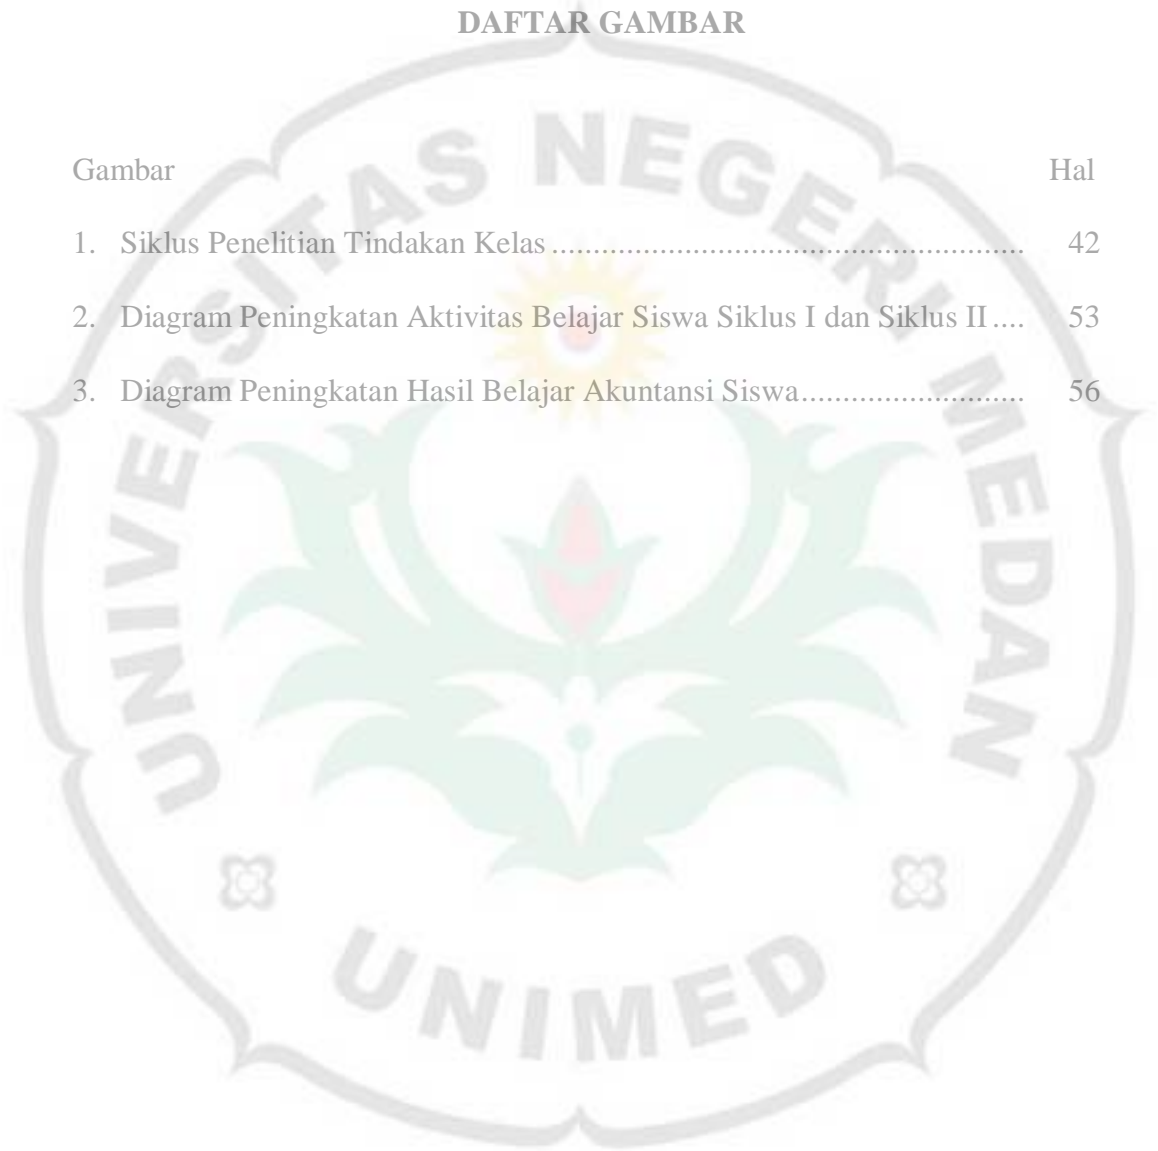 DAFTAR GAMBAR
UNIVERSITAS NEGERI MEDAN
Gambar Hal
1. Siklus Penelitian Tindakan Kelas ......................................................... 42
2. Diagram Peningkatan Aktivitas Belajar Siswa Siklus I dan Siklus II .... 53
3. Diagram Peningkatan Hasil Belajar Akuntansi Siswa........................... 56
UNIMED